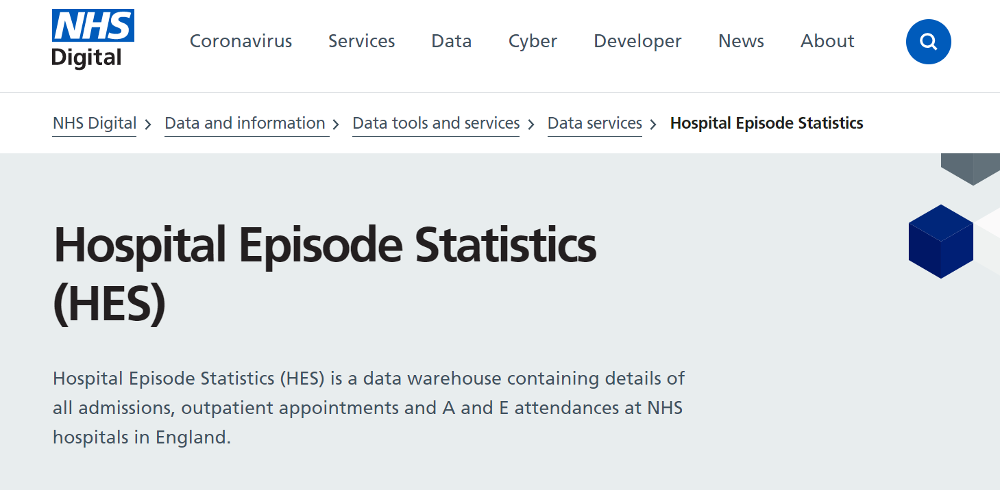 NHS
Digital
Coronavirus Services Data Cyber Developer News About
NHS Digital > Data and information > Data tools and services > Data services > Hospital Episode Statistics
Hospital Episode Statistics
(HES)
Hospital Episode Statistics (HES) is a data warehouse containing details of
all admissions, outpatient appointments and A and E attendances at NHS
hospitals in England.